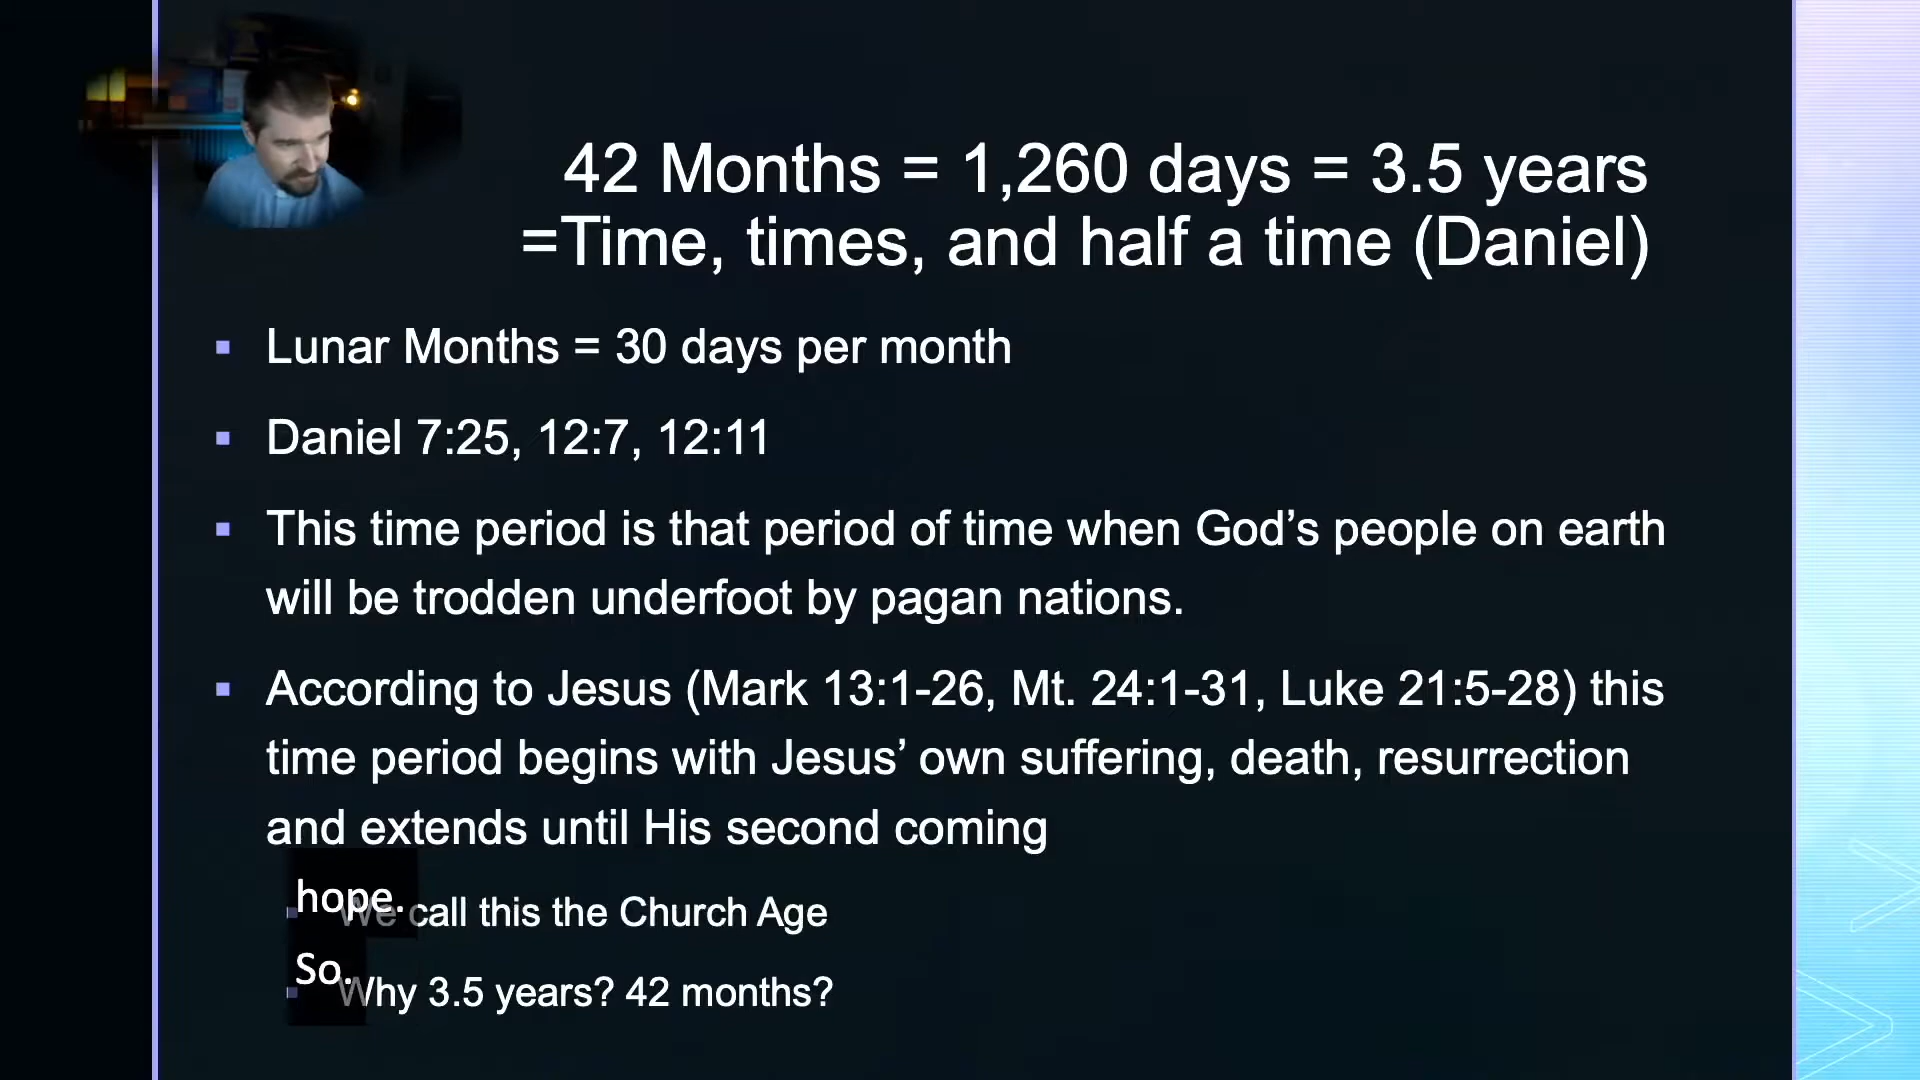 42 Months = 1,260 days = 3.5 years
=Time, times, and half a time (Daniel)
Lunar Months = 30 days per month
Daniel 7:25, 12:7, 12:11
This time period is that period of time when God’s people on earth
will be trodden underfoot by pagan nations.
According to Jesus (Mark 13:1-26, Mt. 24:1-31, Luke 21:5-28) this
time period begins with Jesus’ own suffering, death, resurrection
and extends until His second coming
hope.
We call this the Church Age
So.
Why 3.5 years? 42 months?